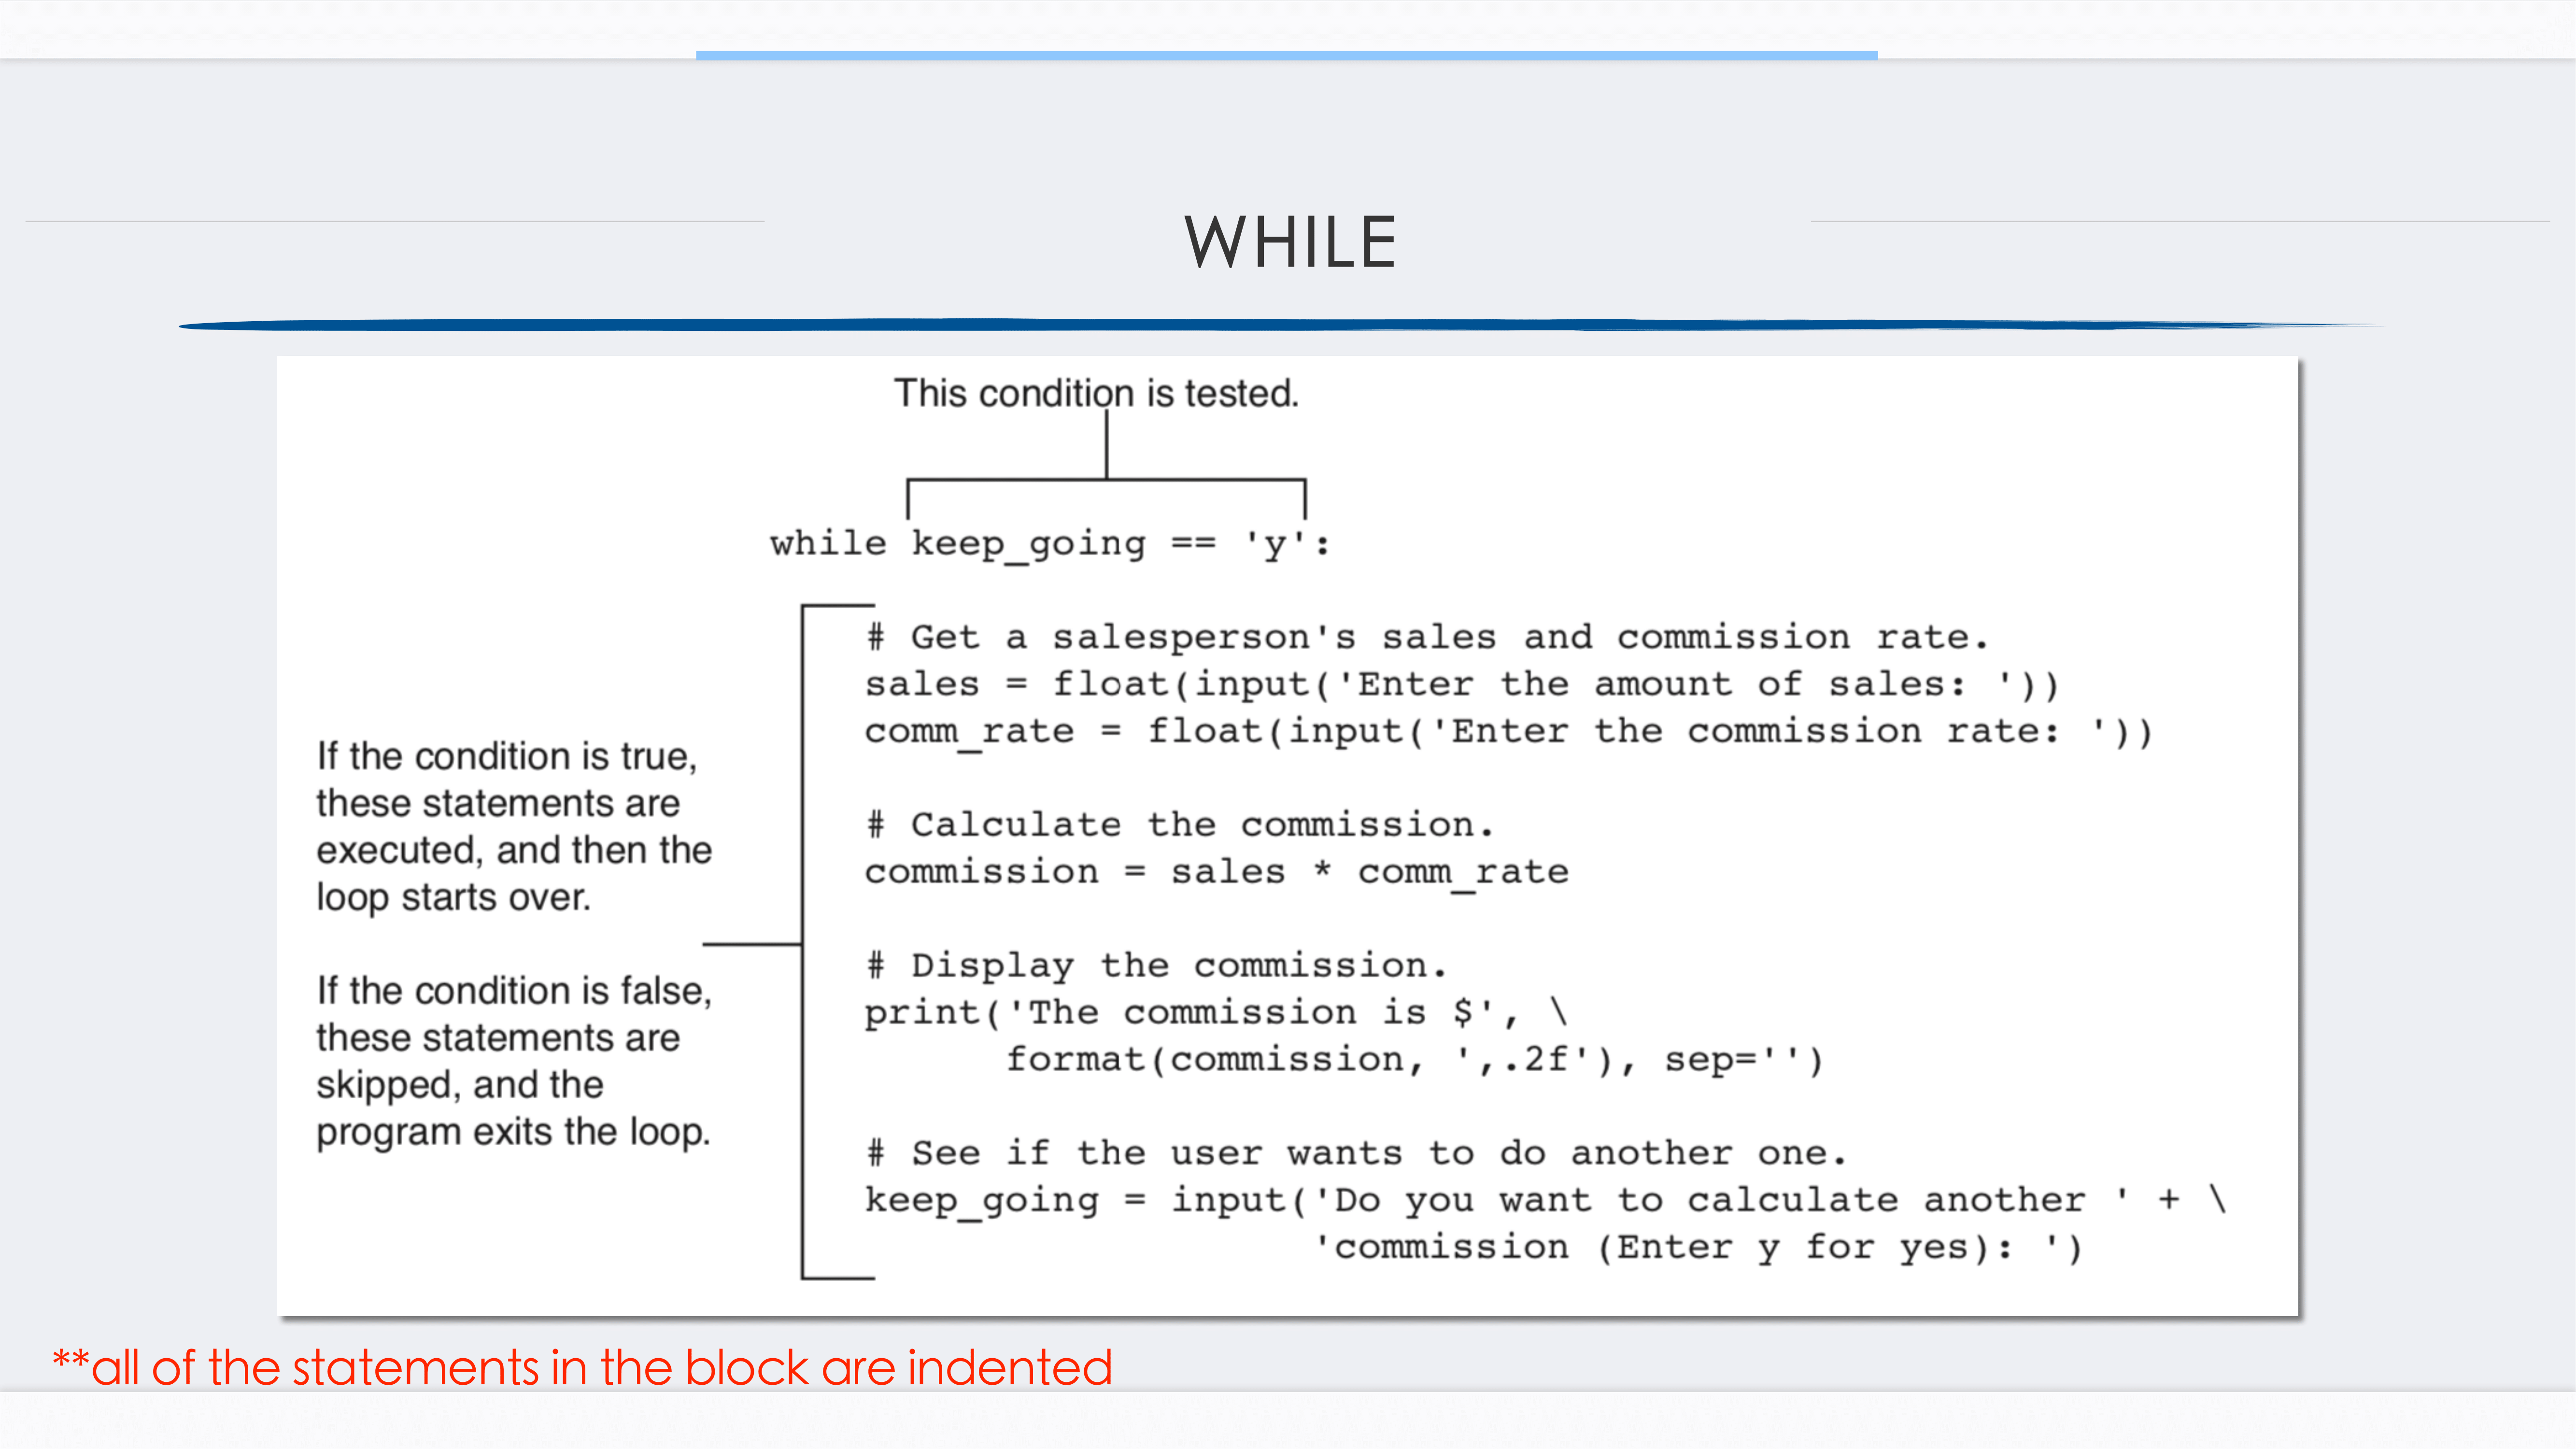 WHILE
This condition is tested.
while keep_going == 'y':
# Get a salesperson's sales and commission rate.
sales = float(input('Enter the amount of sales: '))
comm_rate = float(input('Enter the commission rate: '))
# Calculate the commission.
commission = sales * comm_rate
# Display the commission.
print('The commission is $', \
format(commission, ',.2f'), sep='')
# See if the user wants to do another one.
keep_going = input('Do you want to calculate another ' + \
'commission (Enter y for yes): ')
If the condition is true,
these statements are
executed, and then the
loop starts over.
If the condition is false,
these statements are
skipped, and the
program exits the loop.
**all of the statements in the block are indented